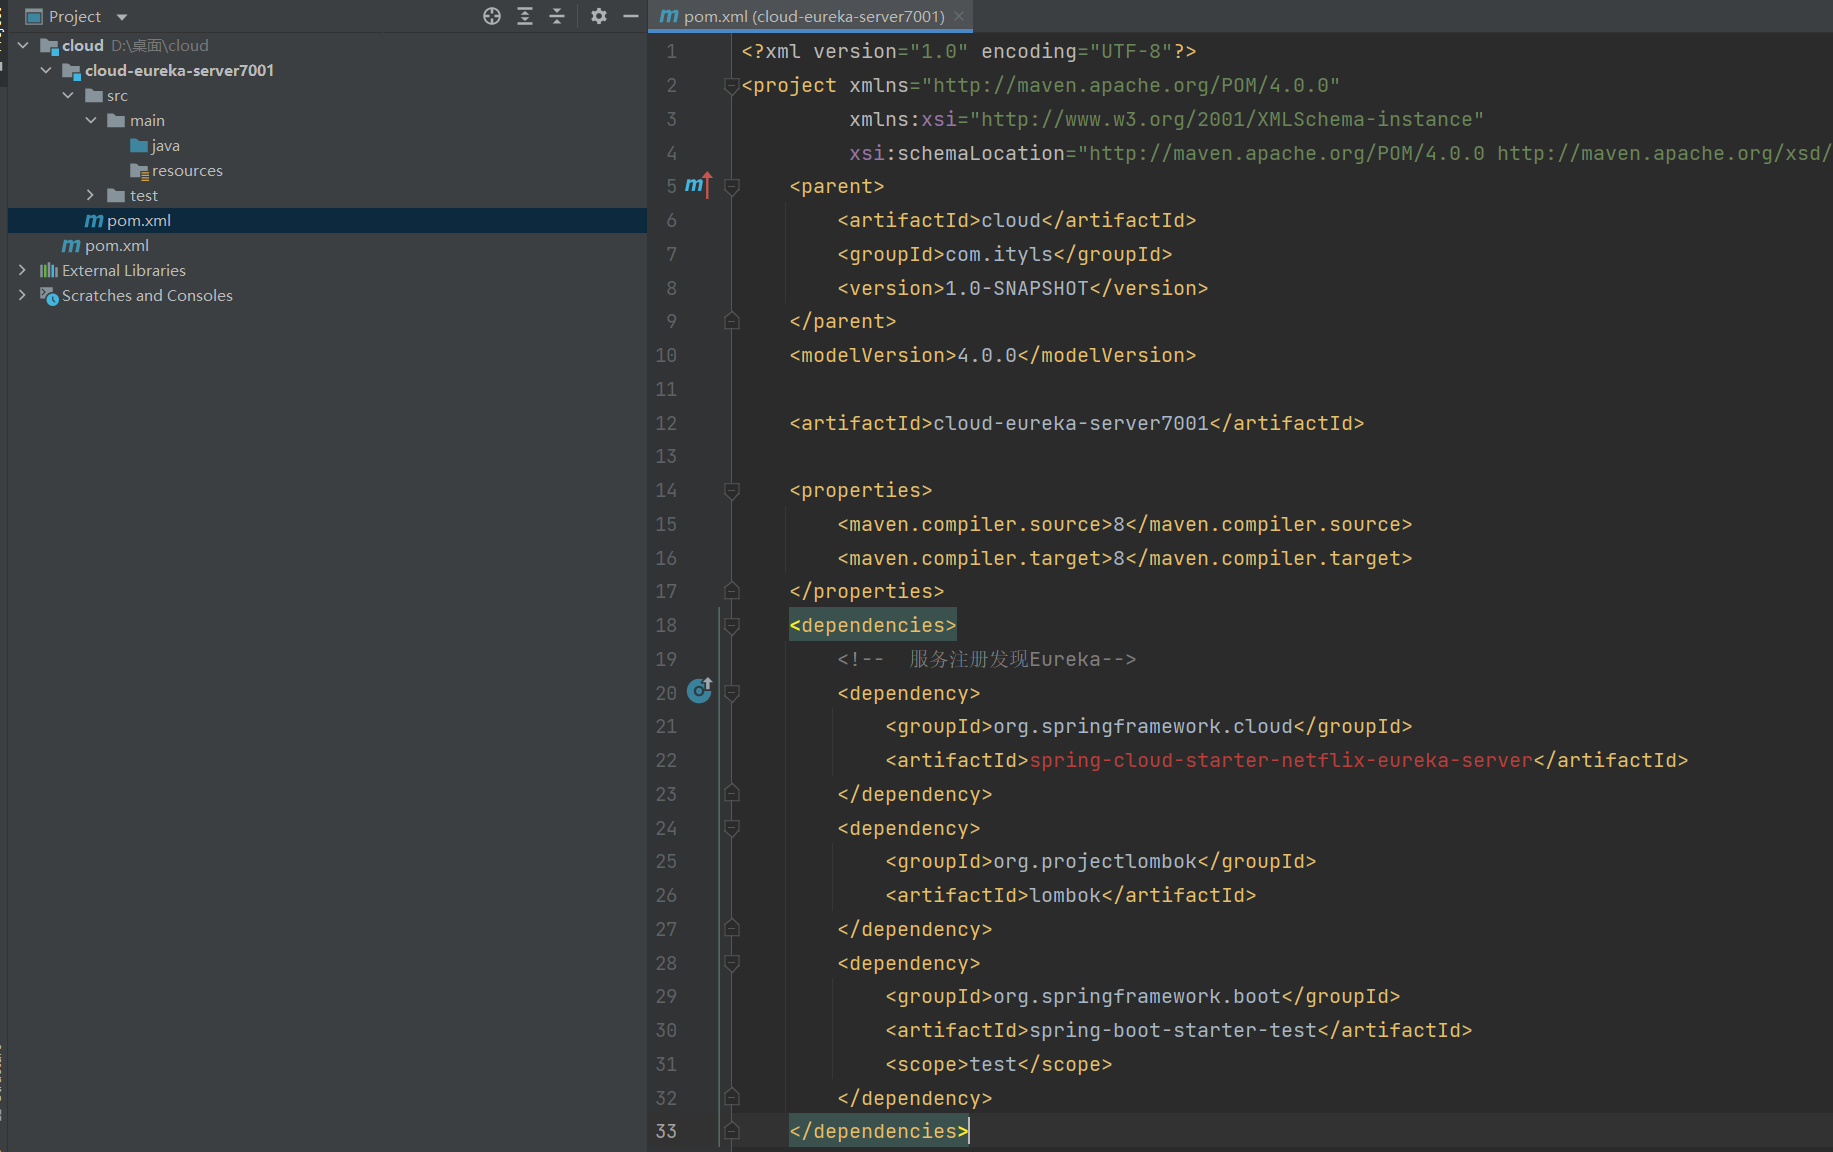 Project
cloud D:\桌面\cloud
cloud-eureka-server7001
src
main
java
resources
test
pom.xml
pom.xml
External Libraries
Scratches and Consoles
pom.xml (cloud-eureka-server7001)
1 <?xml version="1.0" encoding="UTF-8"?>
2 <project xmlns="http://maven.apache.org/POM/4.0.0"
3 xmlns:xsi="http://www.w3.org/2001/XMLSchema-instance"
4 xsi:schemaLocation="http://maven.apache.org/POM/4.0.0 http://maven.apache.org/xsd/
5 <parent>
6 <artifactId>cloud</artifactId>
7 <groupId>com.ityls</groupId>
8 <version>1.0-SNAPSHOT</version>
9 </parent>
10 <modelVersion>4.0.0</modelVersion>
11
12 <artifactId>cloud-eureka-server7001</artifactId>
13
14 <properties>
15 <maven.compiler.source>8</maven.compiler.source>
16 <maven.compiler.target>8</maven.compiler.target>
17 </properties>
18 <dependencies>
19 <!-- 服务注册发现Eureka-->
20 <dependency>
21 <groupId>org.springframework.cloud</groupId>
22 <artifactId>spring-cloud-starter-netflix-eureka-server</artifactId>
23 </dependency>
24 <dependency>
25 <groupId>org.projectlombok</groupId>
26 <artifactId>lombok</artifactId>
27 </dependency>
28 <dependency>
29 <groupId>org.springframework.boot</groupId>
30 <artifactId>spring-boot-starter-test</artifactId>
31 <scope>test</scope>
32 </dependency>
33 </dependencies>